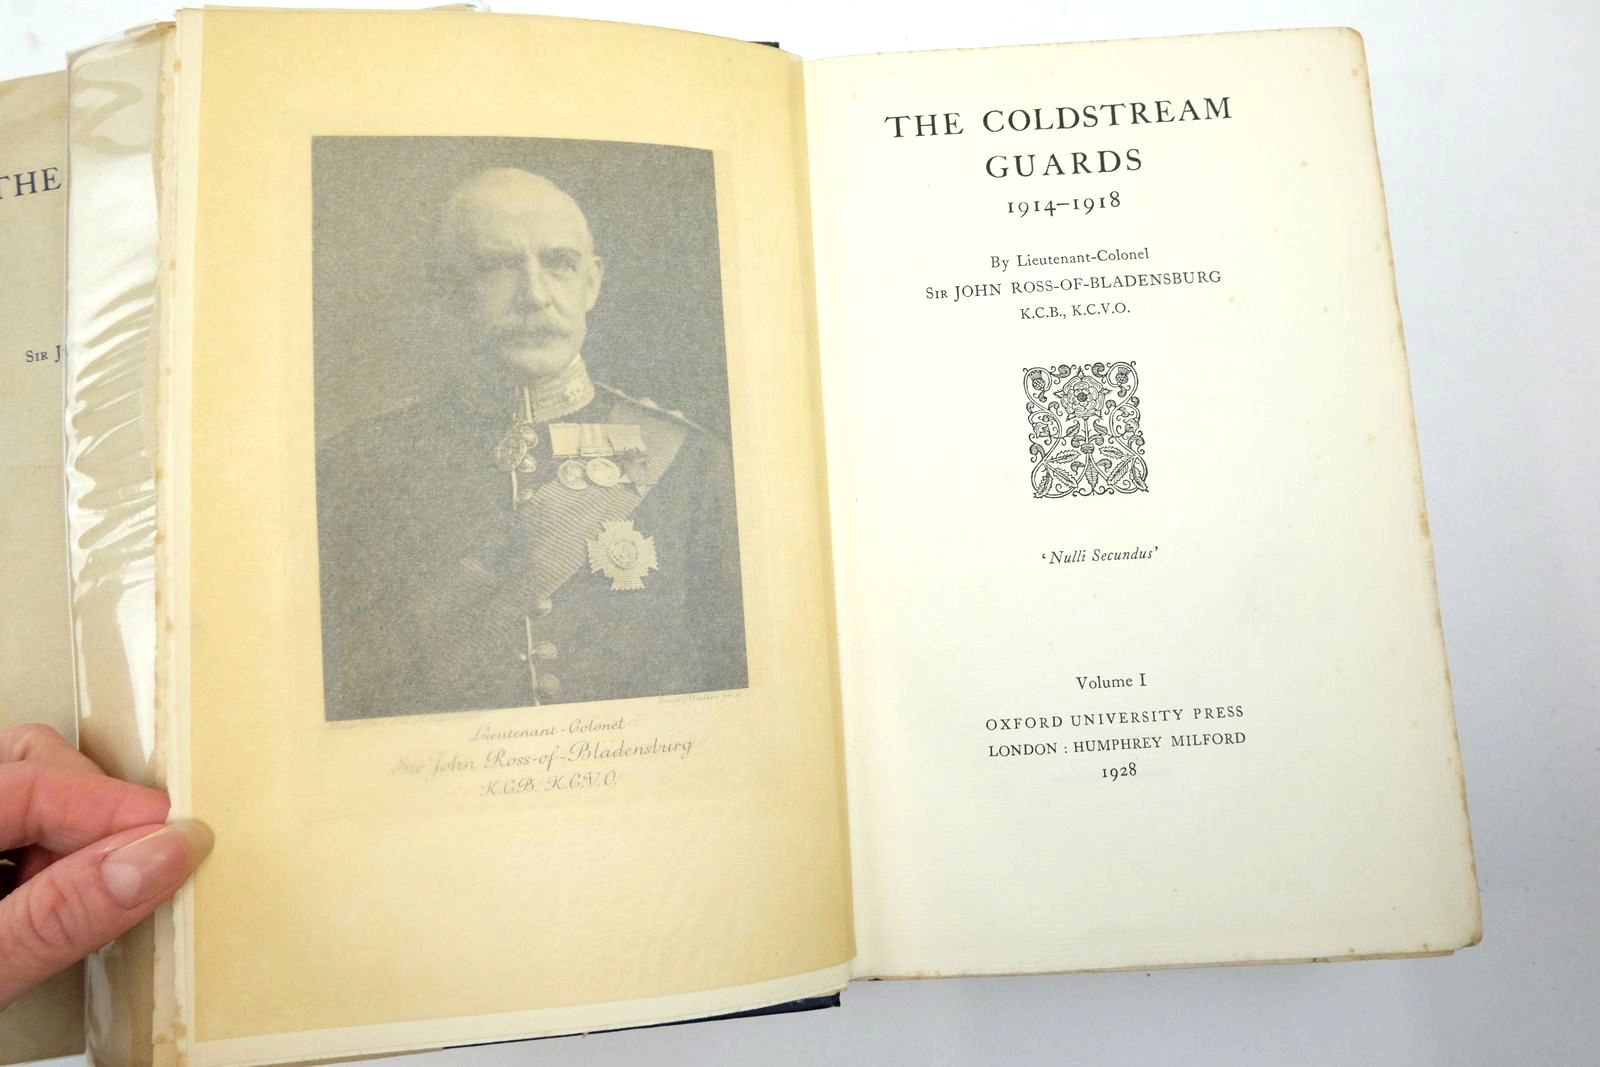 THE
SIR J
Lieutenant-Colonel
Sir John Ross-of-Bladensburg
K.C.B., K.C.V.O.
THE COLDSTREAM
GUARDS
1914–1918
By Lieutenant-Colonel
SIR JOHN ROSS-OF-BLADENSBURG
K.C.B., K.C.V.O.
‘Nulli Secundus’
Volume I
OXFORD UNIVERSITY PRESS
LONDON : HUMPHREY MILFORD
1928